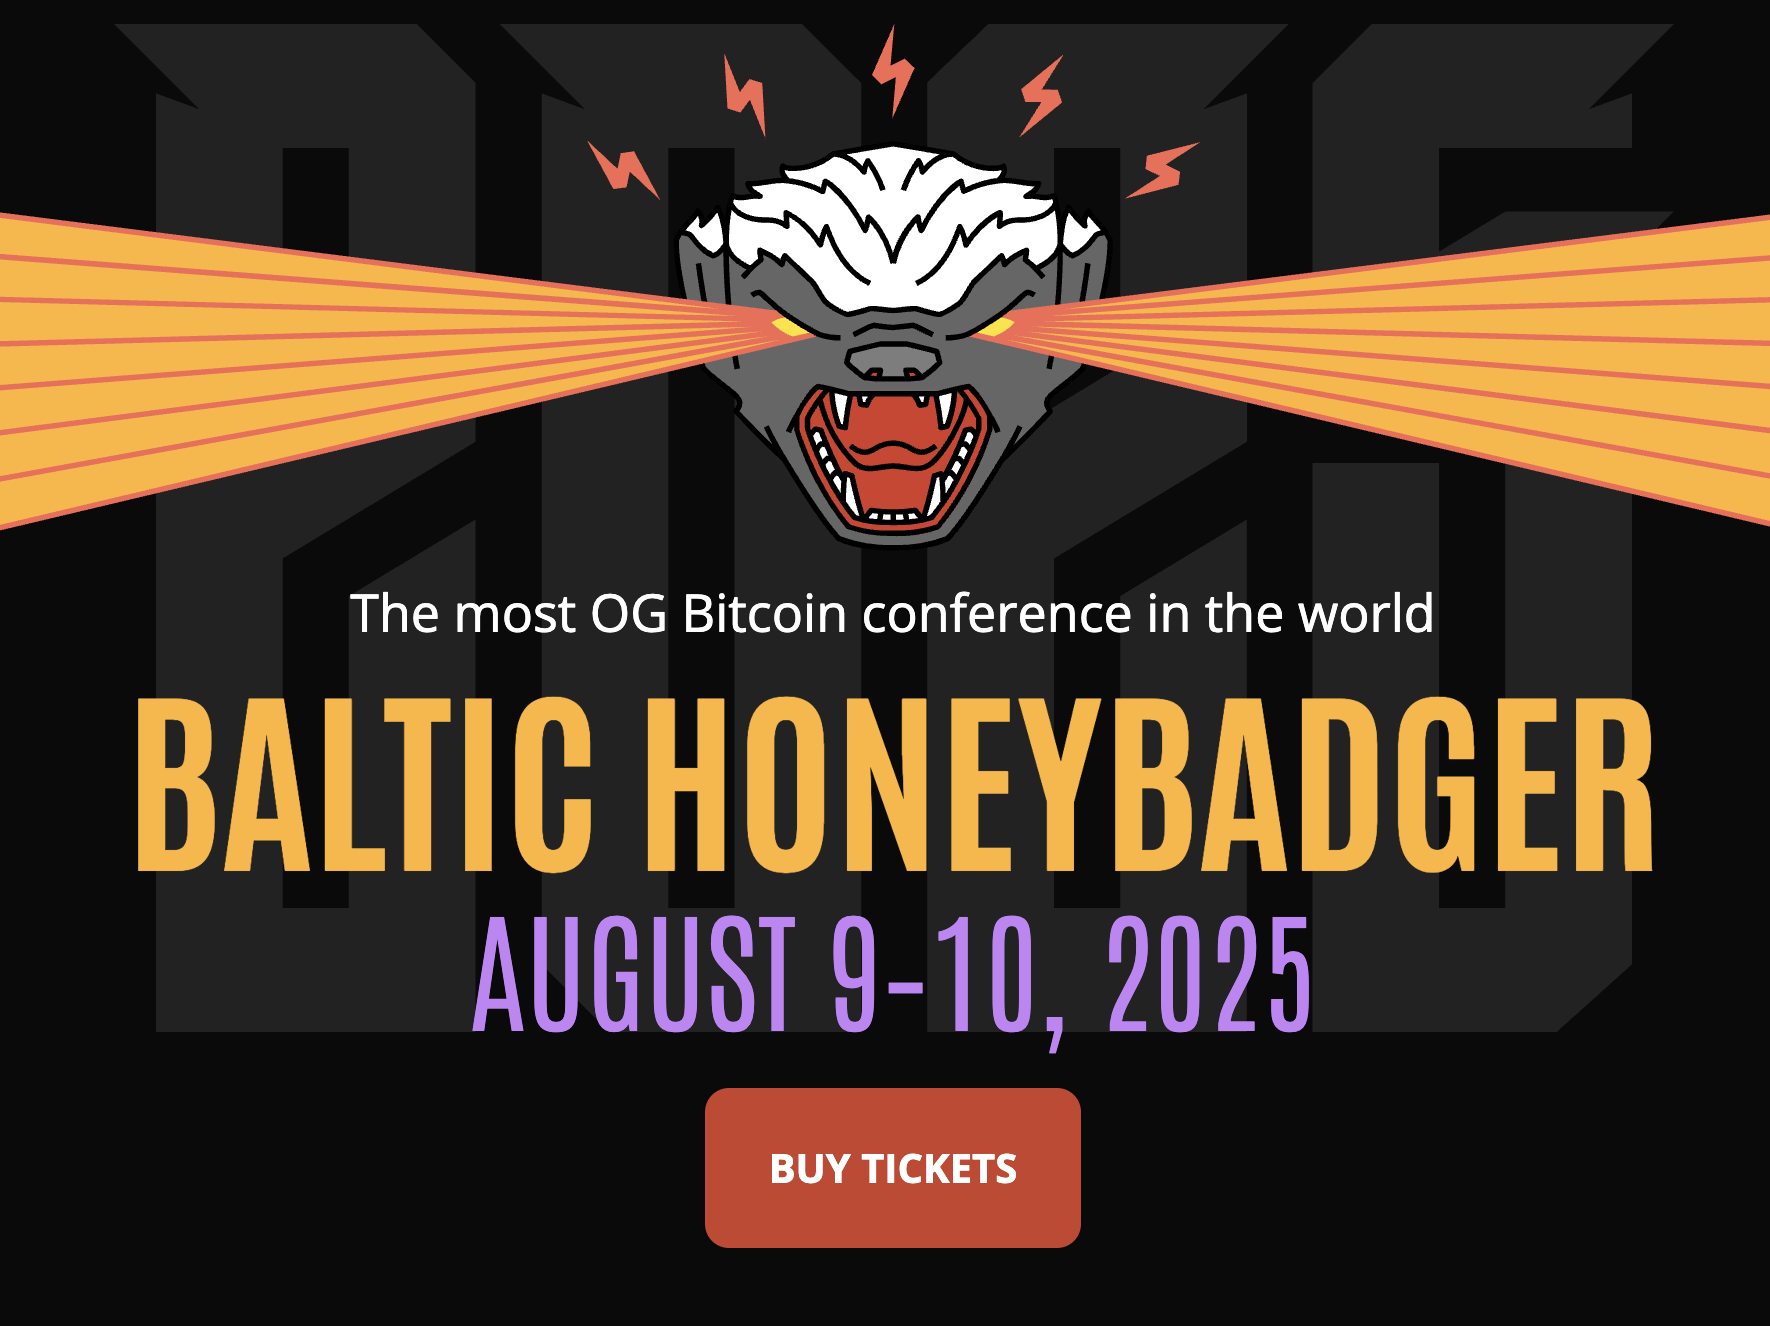 The most OG Bitcoin conference in the world
BALTIC HONEYBADGER
AUGUST 9–10, 2025
BUY TICKETS